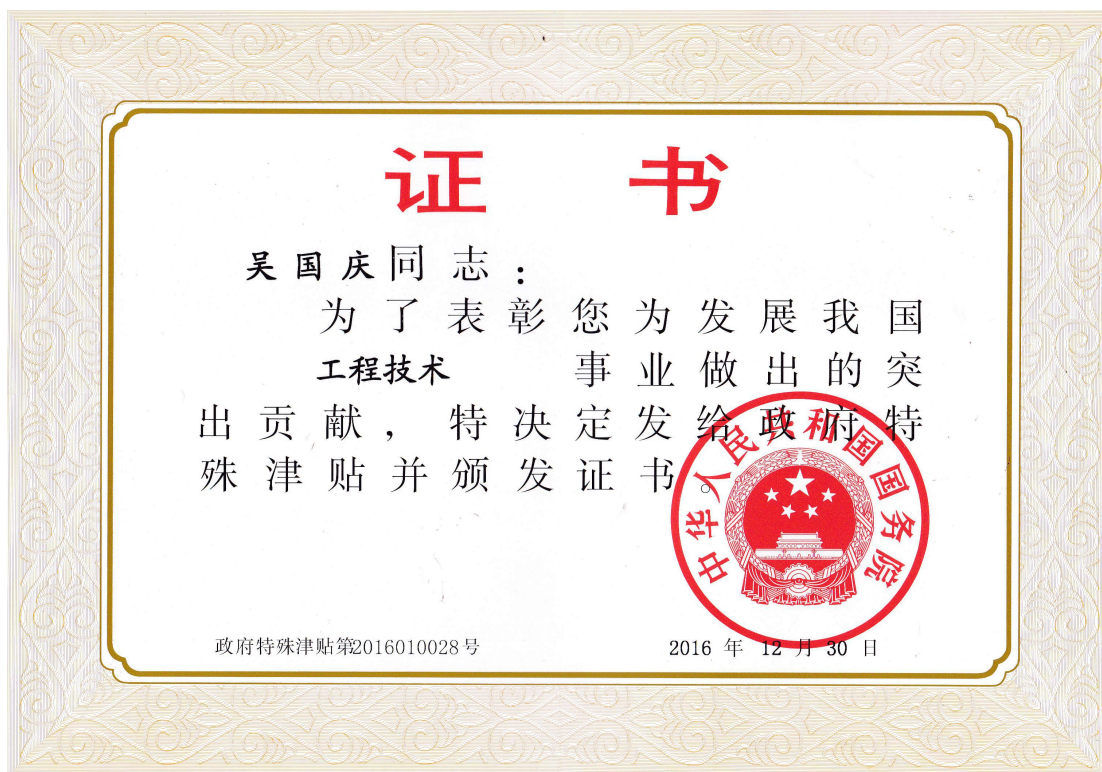 证 书
吴国庆同志：
为了表彰您为发展我国
工程技术 事业做出的突
出贡献，特决定发给政府特
殊津贴并颁发证书。
中华人民共和国国务院
政府特殊津贴第2016010028号
2016 年 12 月 30 日